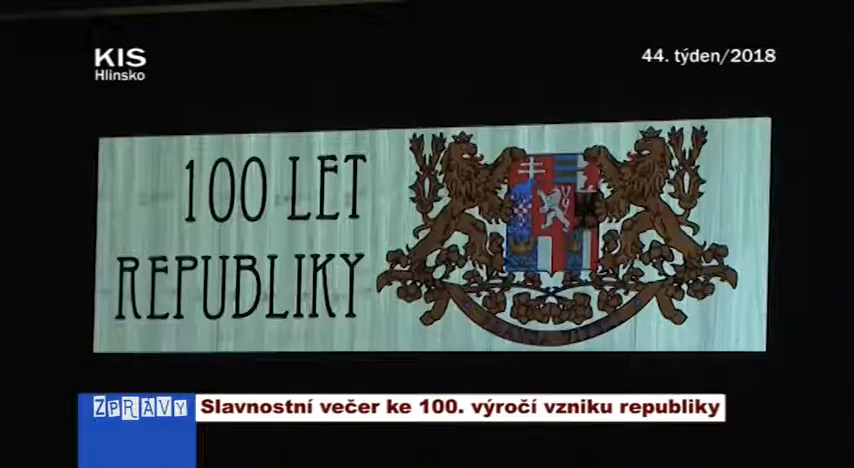 KIS
Hlinsko
44. týden/2018
100 LET
REPUBLIKY
ZPRÁVY
Slavnostní večer ke 100. výročí vzniku republiky